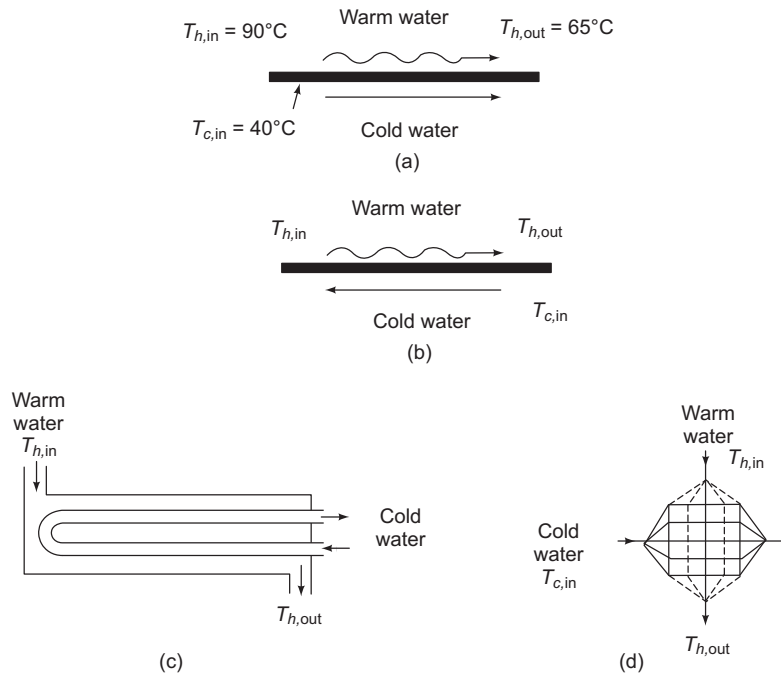 Warm water
T_h,in = 90°C
T_h,out = 65°C
T_c,in = 40°C
Cold water
(a)
Warm water
T_h,in
T_h,out
Cold water
T_c,in
(b)
Warm
water
T_h,in
Cold
water
T_h,out
(c)
Warm
water
T_h,in
Cold
water
T_c,in
T_h,out
(d)